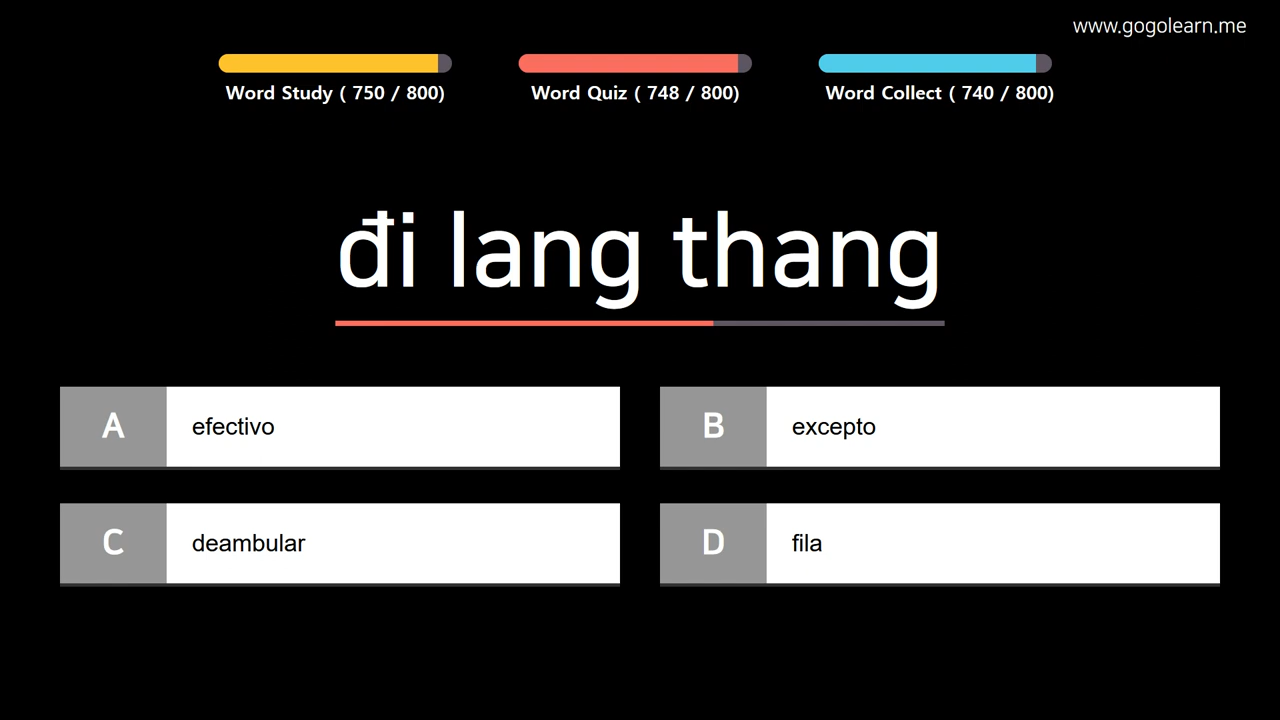 www.gogolearn.me
Word Study ( 750 / 800)
Word Quiz ( 748 / 800)
Word Collect ( 740 / 800)
đi lang thang
A efectivo
B excepto
C deambular
D fila